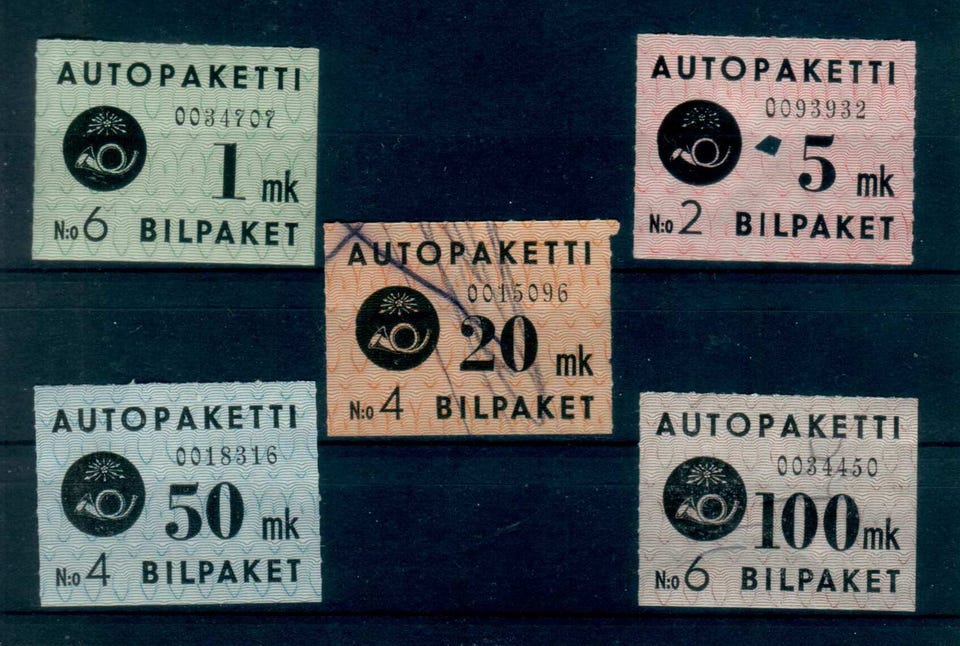 AUTOPAKETTI
0034707
1 mk
N:o 6 BILPAKET
AUTOPAKETTI
0093932
5 mk
N:o 2 BILPAKET
AUTOPAKETTI
0015096
20 mk
N:o 4 BILPAKET
AUTOPAKETTI
0018316
50 mk
N:o 4 BILPAKET
AUTOPAKETTI
0034450
100 mk
N:o 6 BILPAKET